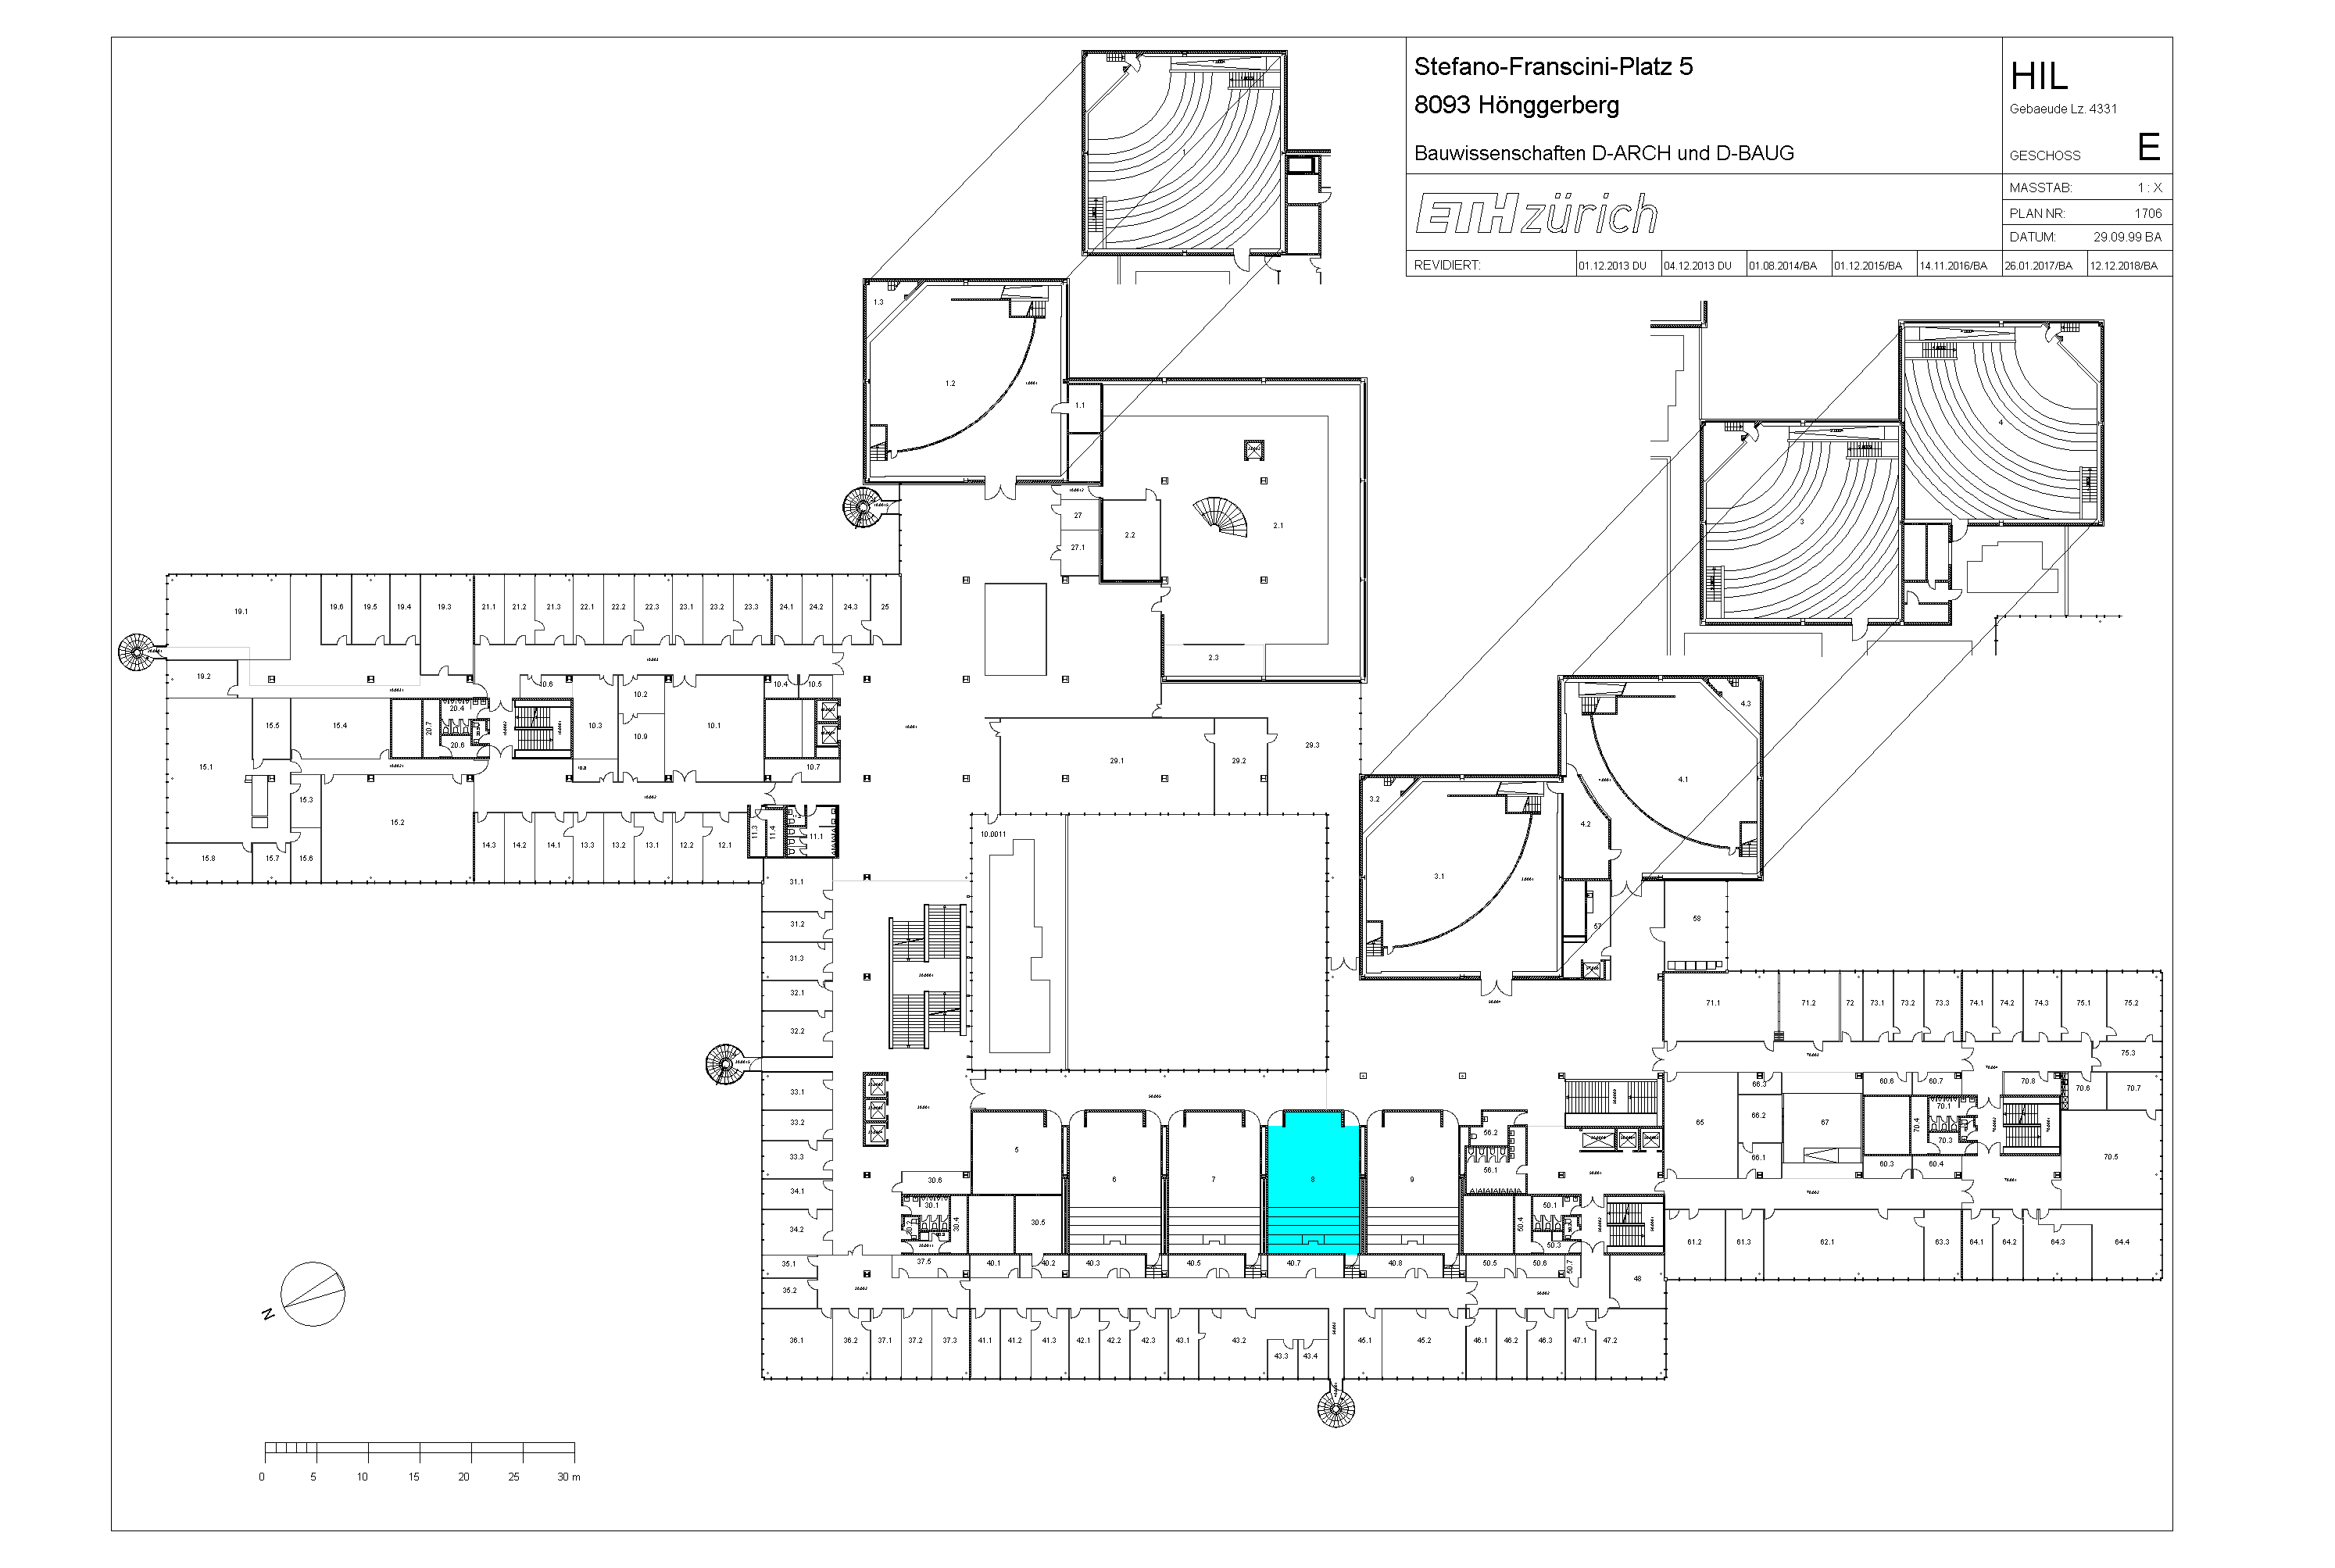 Stefano-Franscini-Platz 5
8093 Hönggerberg
Bauwissenschaften D-ARCH und D-BAUG
HIL
Gebaeude Lz. 4331
GESCHOSS E
ETH zürich
MASSTAB: 1 : X
PLAN NR: 1706
DATUM: 29.09.99 BA
REVIDIERT: 01.12.2013 DU 04.12.2013 DU 01.08.2014/BA 01.12.2015/BA 14.11.2016/BA 26.01.2017/BA 12.12.2018/BA
1
1.3
1.2
1.1
4
3
27
27.1
2.2
2.1
2.3
19.1
19.6 19.5 19.4 19.3 21.1 21.2 21.3 22.1 22.2 22.3 23.1 23.2 23.3 24.1 24.2 24.3 25
19.2
10.6 10.2 10.4 10.5
20.4
15.5 15.4 20.7 10.3 10.1
20.6 10.9
15.1 10.7
29.1 29.2 29.3
15.3
15.2
14.3 14.2 14.1 13.3 13.2 13.1 12.2 12.1
15.8 15.7 15.6
11.3 11.4 11.1
10.0011
3.2
3.1
4.3
4.1
4.2
57
58
31.1
31.2
31.3
32.1
32.2
33.1
33.2
33.3
34.1
34.2
35.1
35.2
71.1 71.2 72 73.1 73.2 73.3 74.1 74.2 74.3 75.1 75.2
75.3
66.3 60.6 60.7 70.8 70.6 70.7
65 66.2 67 70.4 70.1
66.1 60.3 60.4 70.3 70.5
61.2 61.3 62.1 63.3 64.1 64.2 64.3 64.4
5 6 7 8 9
56.2
56.1
30.6
30.1 30.4 30.5
30.2
50.4 50.1
50.3
37.5 40.1 40.2 40.3 40.5 40.7 40.8 50.5 50.6 50.7 48
36.1 36.2 37.1 37.2 37.3 41.1 41.2 41.3 42.1 42.2 42.3 43.1 43.2 45.1 45.2 46.1 46.2 46.3 47.1 47.2
43.3 43.4
N
0 5 10 15 20 25 30 m